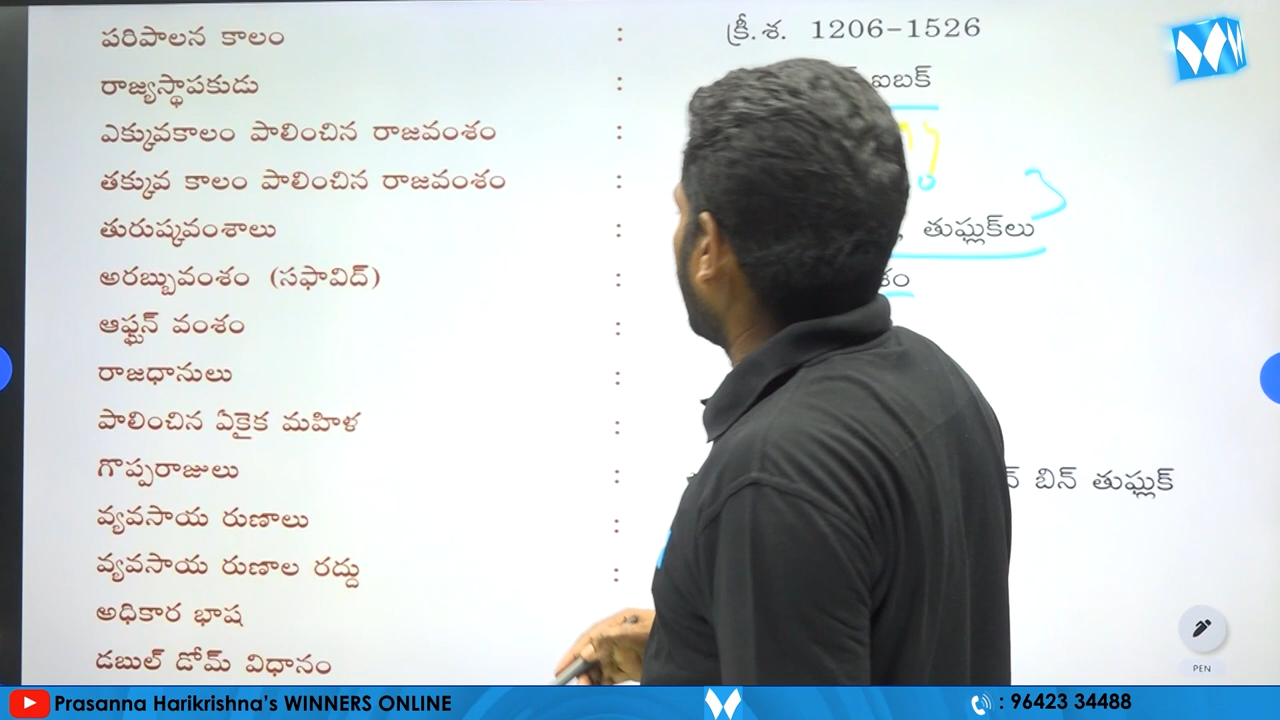 పరిపాలన కాలం : క్రీ.శ. 1206-1526
రాజ్యస్థాపకుడు : ఐబక్
ఎక్కువకాలం పాలించిన రాజవంశం :
తక్కువ కాలం పాలించిన రాజవంశం :
తురుష్కవంశాలు : , తుఘ్లక్‌లు
అరబ్బువంశం (సఫావిద్) :
ఆఫ్ఘన్ వంశం :
రాజధానులు :
పాలించిన ఏకైక మహిళ :
గొప్పరాజులు : బిన్ తుఘ్లక్
వ్యవసాయ రుణాలు :
వ్యవసాయ రుణాల రద్దు :
అధికార భాష
డబుల్ డోమ్ విధానం
PEN
Prasanna Harikrishna's WINNERS ONLINE : 96423 34488